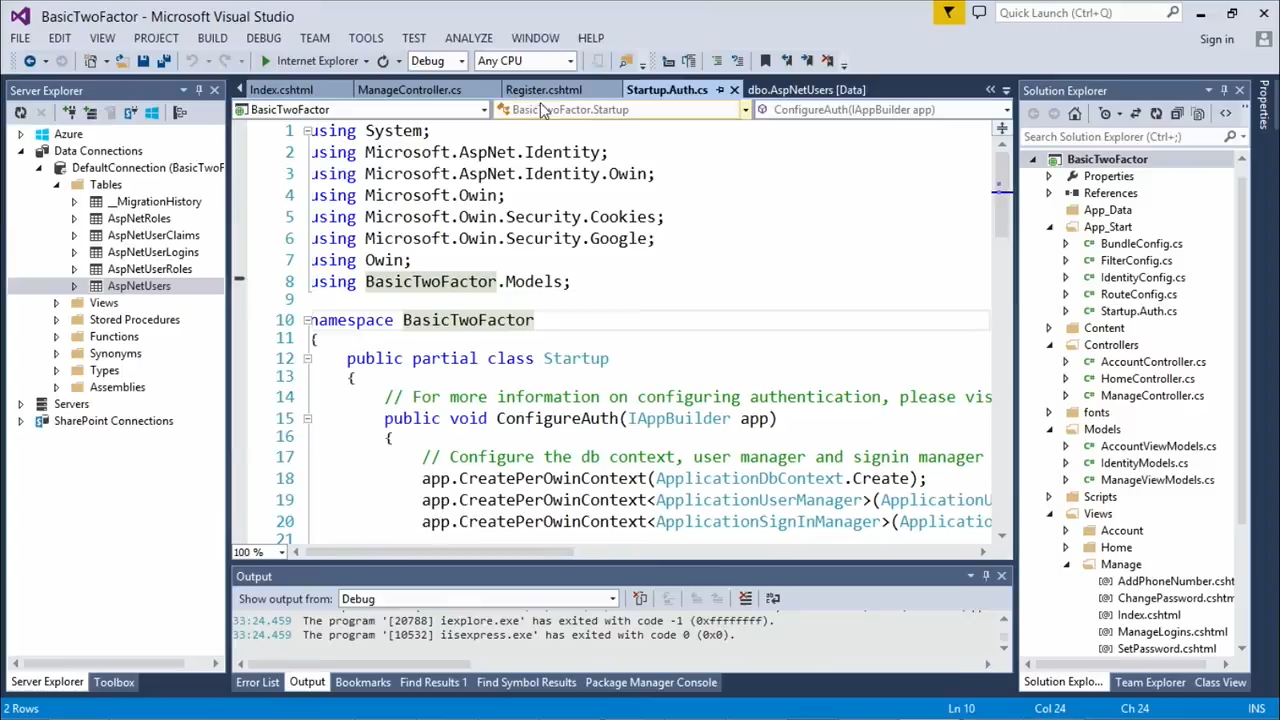 BasicTwoFactor - Microsoft Visual Studio
Quick Launch (Ctrl+Q)
FILE EDIT VIEW PROJECT BUILD DEBUG TEAM TOOLS TEST ANALYZE WINDOW HELP
Sign in
Internet Explorer Debug Any CPU
Server Explorer
Azure
Data Connections
DefaultConnection (BasicTwoF
Tables
__MigrationHistory
AspNetRoles
AspNetUserClaims
AspNetUserLogins
AspNetUserRoles
AspNetUsers
Views
Stored Procedures
Functions
Synonyms
Types
Assemblies
Servers
SharePoint Connections
Server Explorer Toolbox
Index.cshtml ManageController.cs Register.cshtml Startup.Auth.cs dbo.AspNetUsers [Data]
BasicTwoFactor BasicTwoFactor.Startup ConfigureAuth(IAppBuilder app)
1 using System;
2 using Microsoft.AspNet.Identity;
3 using Microsoft.AspNet.Identity.Owin;
4 using Microsoft.Owin;
5 using Microsoft.Owin.Security.Cookies;
6 using Microsoft.Owin.Security.Google;
7 using Owin;
8 using BasicTwoFactor.Models;
9
10 namespace BasicTwoFactor
11 {
12 public partial class Startup
13 {
14 // For more information on configuring authentication, please vis
15 public void ConfigureAuth(IAppBuilder app)
16 {
17 // Configure the db context, user manager and signin manager
18 app.CreatePerOwinContext(ApplicationDbContext.Create);
19 app.CreatePerOwinContext<ApplicationUserManager>(ApplicationU
20 app.CreatePerOwinContext<ApplicationSignInManager>(Applicatio
21
100 %
Output
Show output from: Debug
33:24.459 The program '[20788] iexplore.exe' has exited with code -1 (0xffffffff).
33:24.459 The program '[10532] iisexpress.exe' has exited with code 0 (0x0).
Error List Output Bookmarks Find Results 1 Find Symbol Results Package Manager Console
Solution Explorer
Search Solution Explorer (Ctrl+;)
BasicTwoFactor
Properties
References
App_Data
App_Start
BundleConfig.cs
FilterConfig.cs
IdentityConfig.cs
RouteConfig.cs
Startup.Auth.cs
Content
Controllers
AccountController.cs
HomeController.cs
ManageController.cs
fonts
Models
AccountViewModels.cs
IdentityModels.cs
ManageViewModels.cs
Scripts
Views
Account
Home
Manage
AddPhoneNumber.csht
ChangePassword.cshtm
Index.cshtml
ManageLogins.cshtml
SetPassword.cshtml
Solution Explo... Team Explorer Class View
Properties
2 Rows Ln 10 Col 24 Ch 24 INS